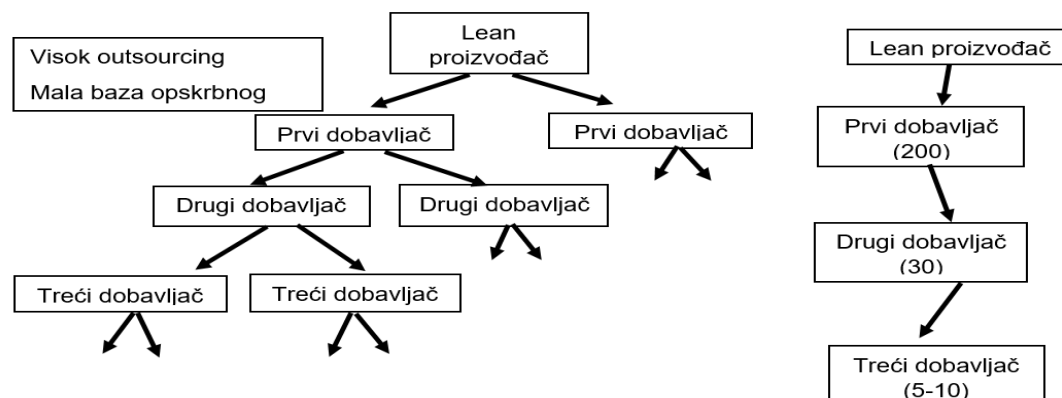 Visok outsourcing
Mala baza opskrbnog
Lean
proizvođač
Prvi dobavljač
Prvi dobavljač
Drugi dobavljač
Drugi dobavljač
Treći dobavljač
Treći dobavljač
Lean proizvođač
Prvi dobavljač
(200)
Drugi dobavljač
(30)
Treći dobavljač
(5-10)